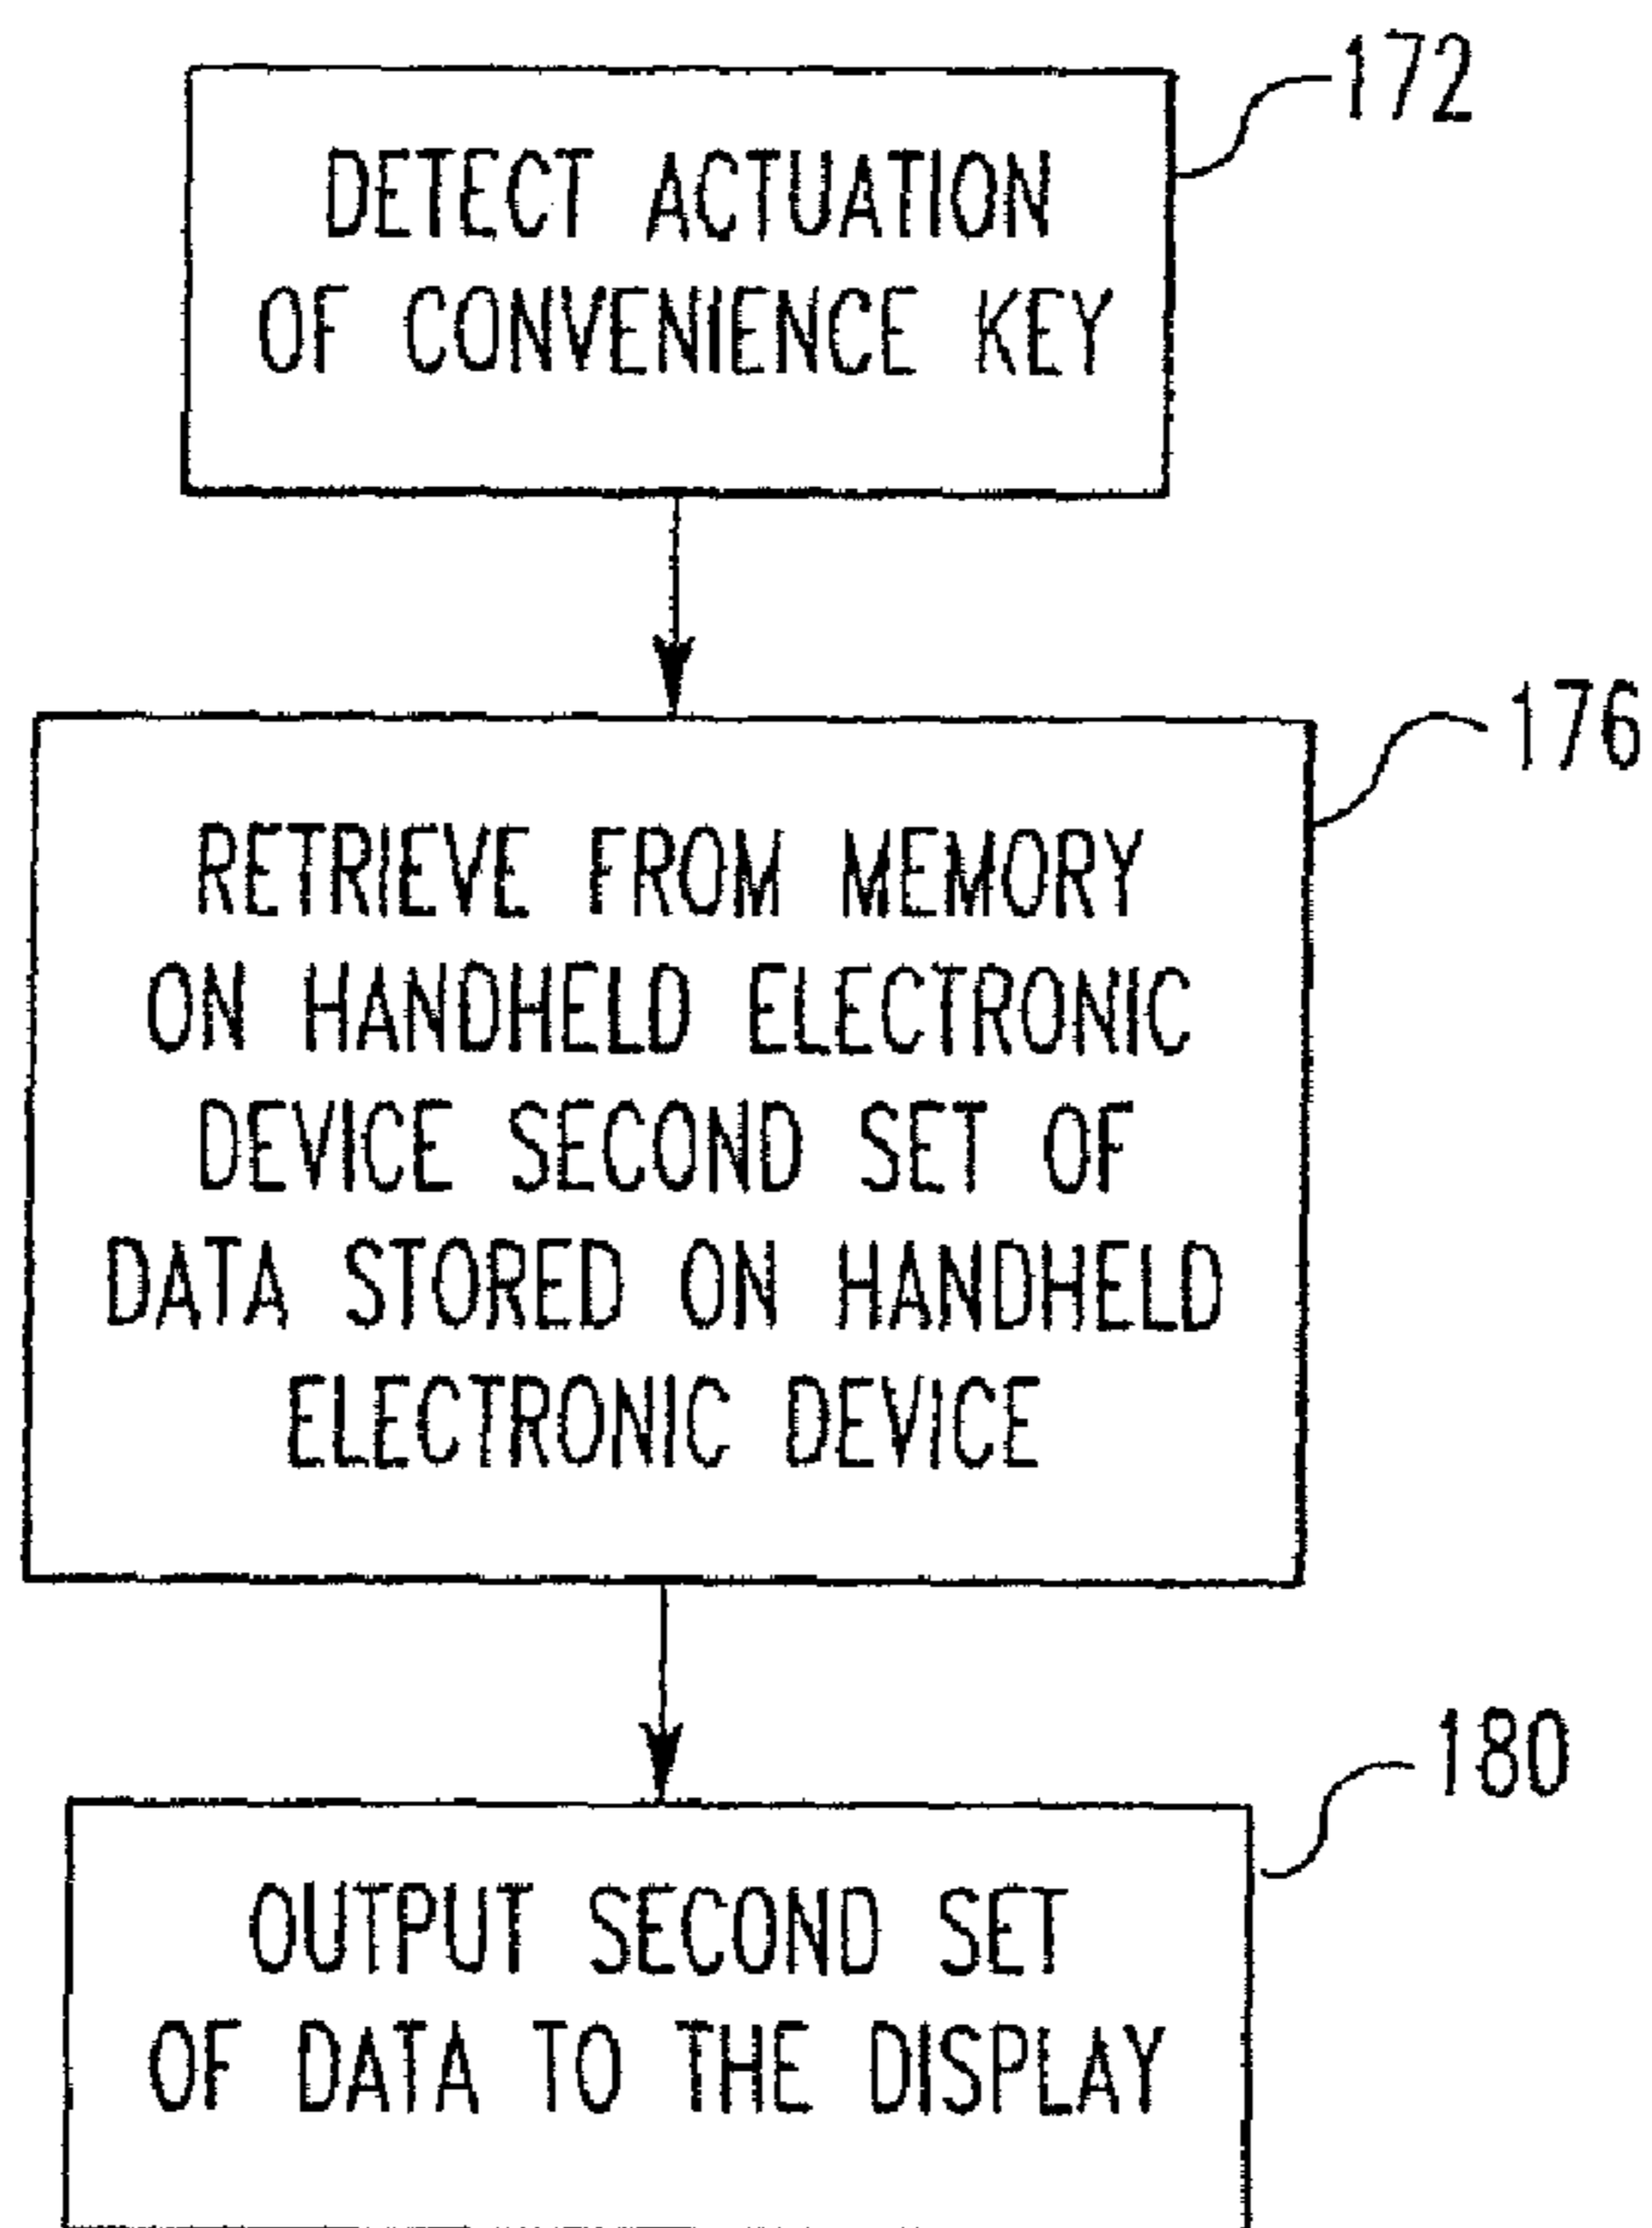 172
DETECT ACTUATION
OF CONVENIENCE KEY
176
RETRIEVE FROM MEMORY
ON HANDHELD ELECTRONIC
DEVICE SECOND SET OF
DATA STORED ON HANDHELD
ELECTRONIC DEVICE
180
OUTPUT SECOND SET
OF DATA TO THE DISPLAY